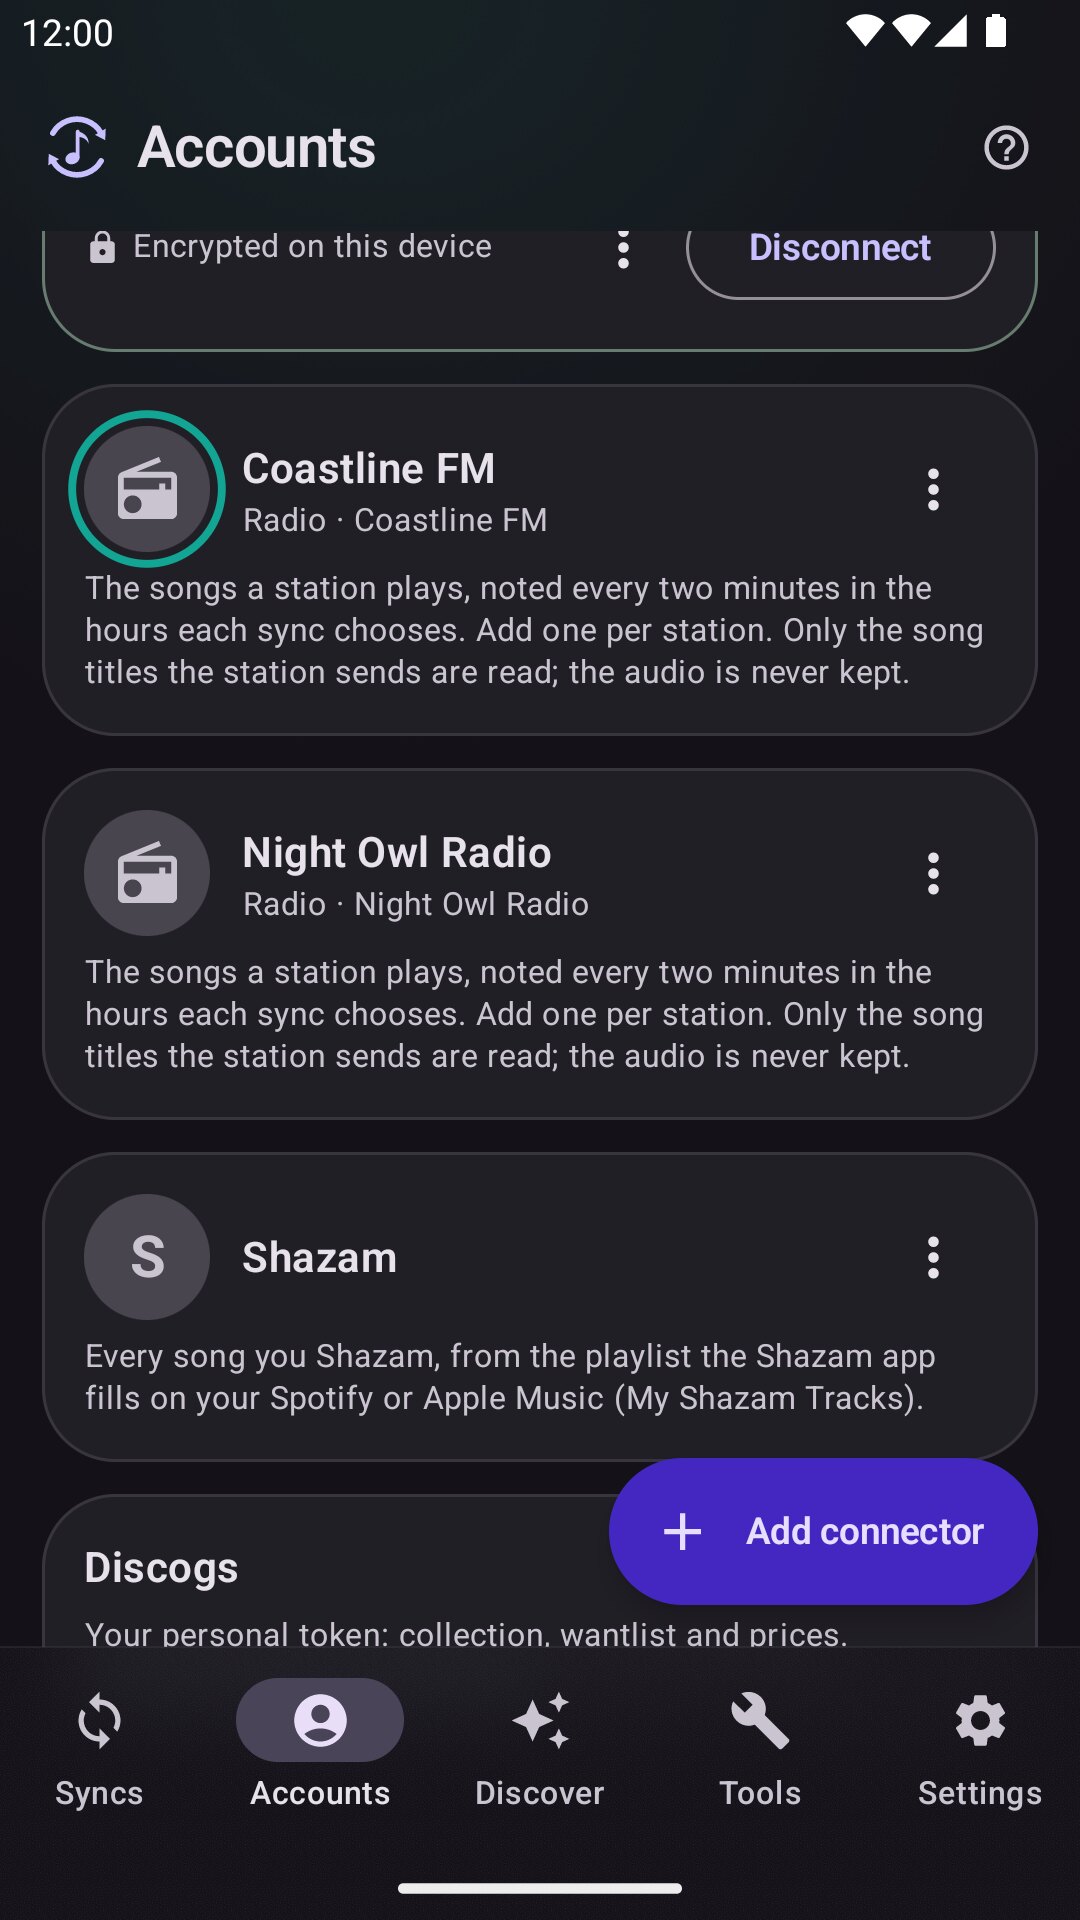 12:00
Accounts
Encrypted on this device
Disconnect
Coastline FM
Radio · Coastline FM
The songs a station plays, noted every two minutes in the
hours each sync chooses. Add one per station. Only the song
titles the station sends are read; the audio is never kept.
Night Owl Radio
Radio · Night Owl Radio
The songs a station plays, noted every two minutes in the
hours each sync chooses. Add one per station. Only the song
titles the station sends are read; the audio is never kept.
S
Shazam
Every song you Shazam, from the playlist the Shazam app
fills on your Spotify or Apple Music (My Shazam Tracks).
Add connector
Discogs
Your personal token: collection, wantlist and prices.
Syncs
Accounts
Discover
Tools
Settings